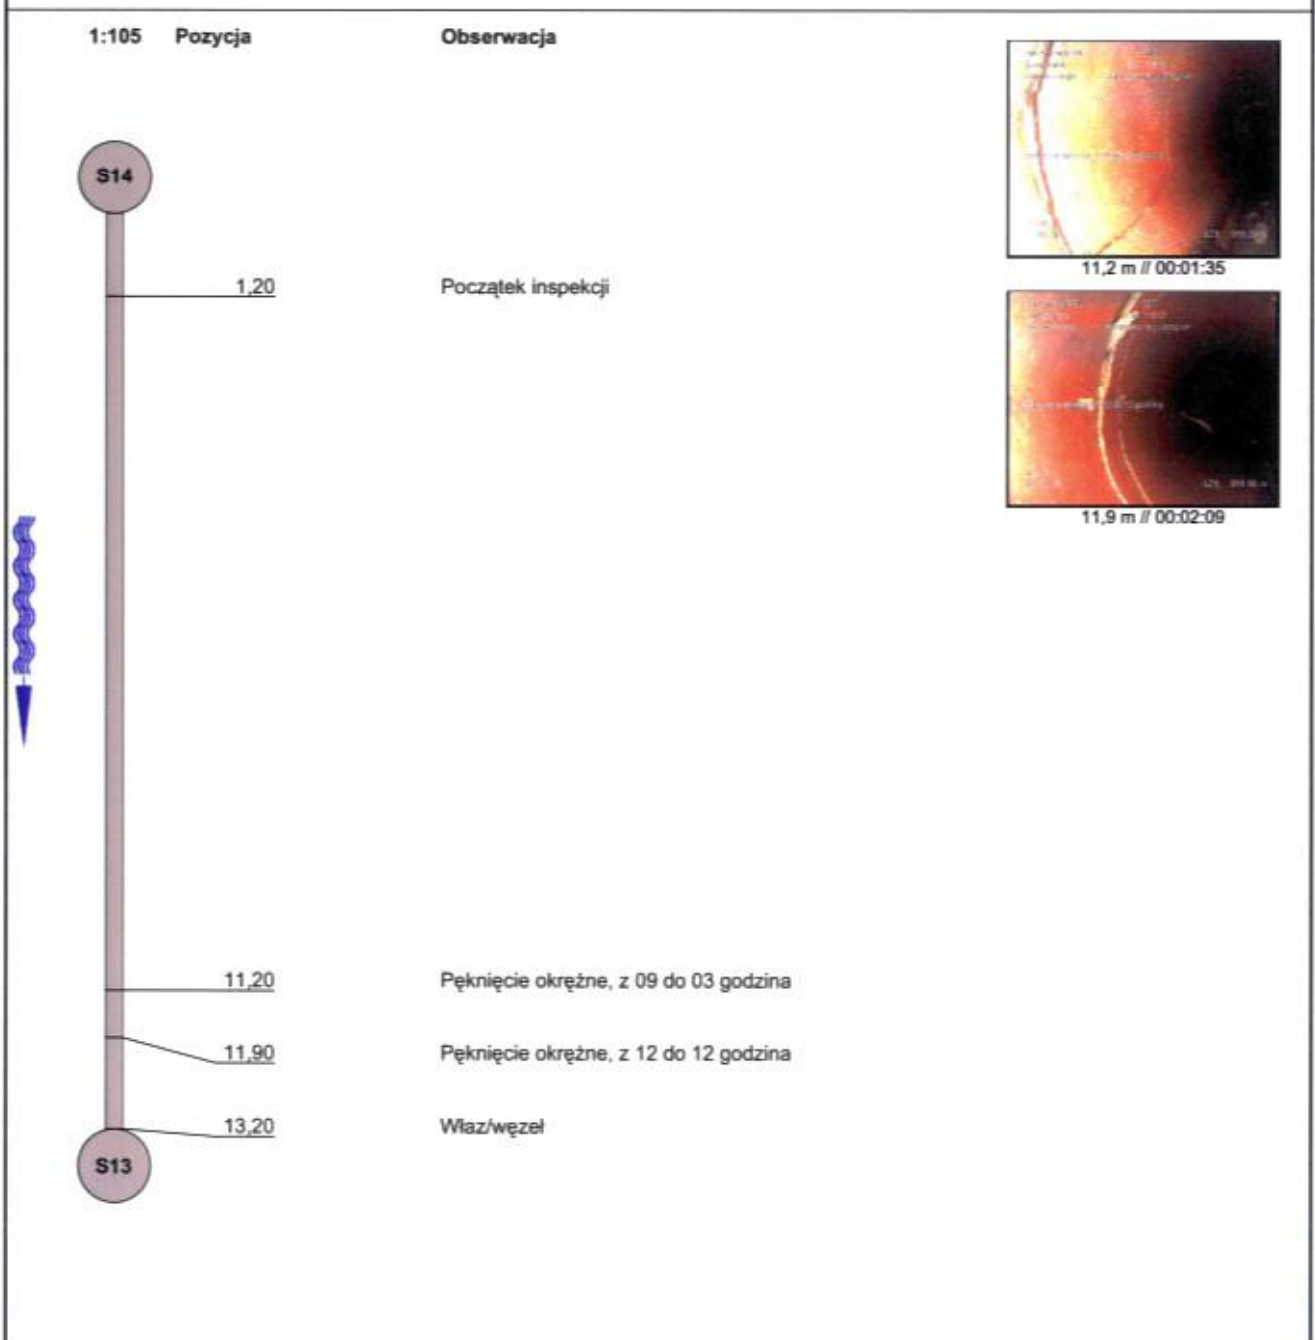 1:105 Pozycja Obserwacja
S14
11,2 m // 00:01:35
1,20 Początek inspekcji
11,9 m // 00:02:09
11,20 Pęknięcie okrężne, z 09 do 03 godzina
11,90 Pęknięcie okrężne, z 12 do 12 godzina
13,20 Właz/węzeł
S13